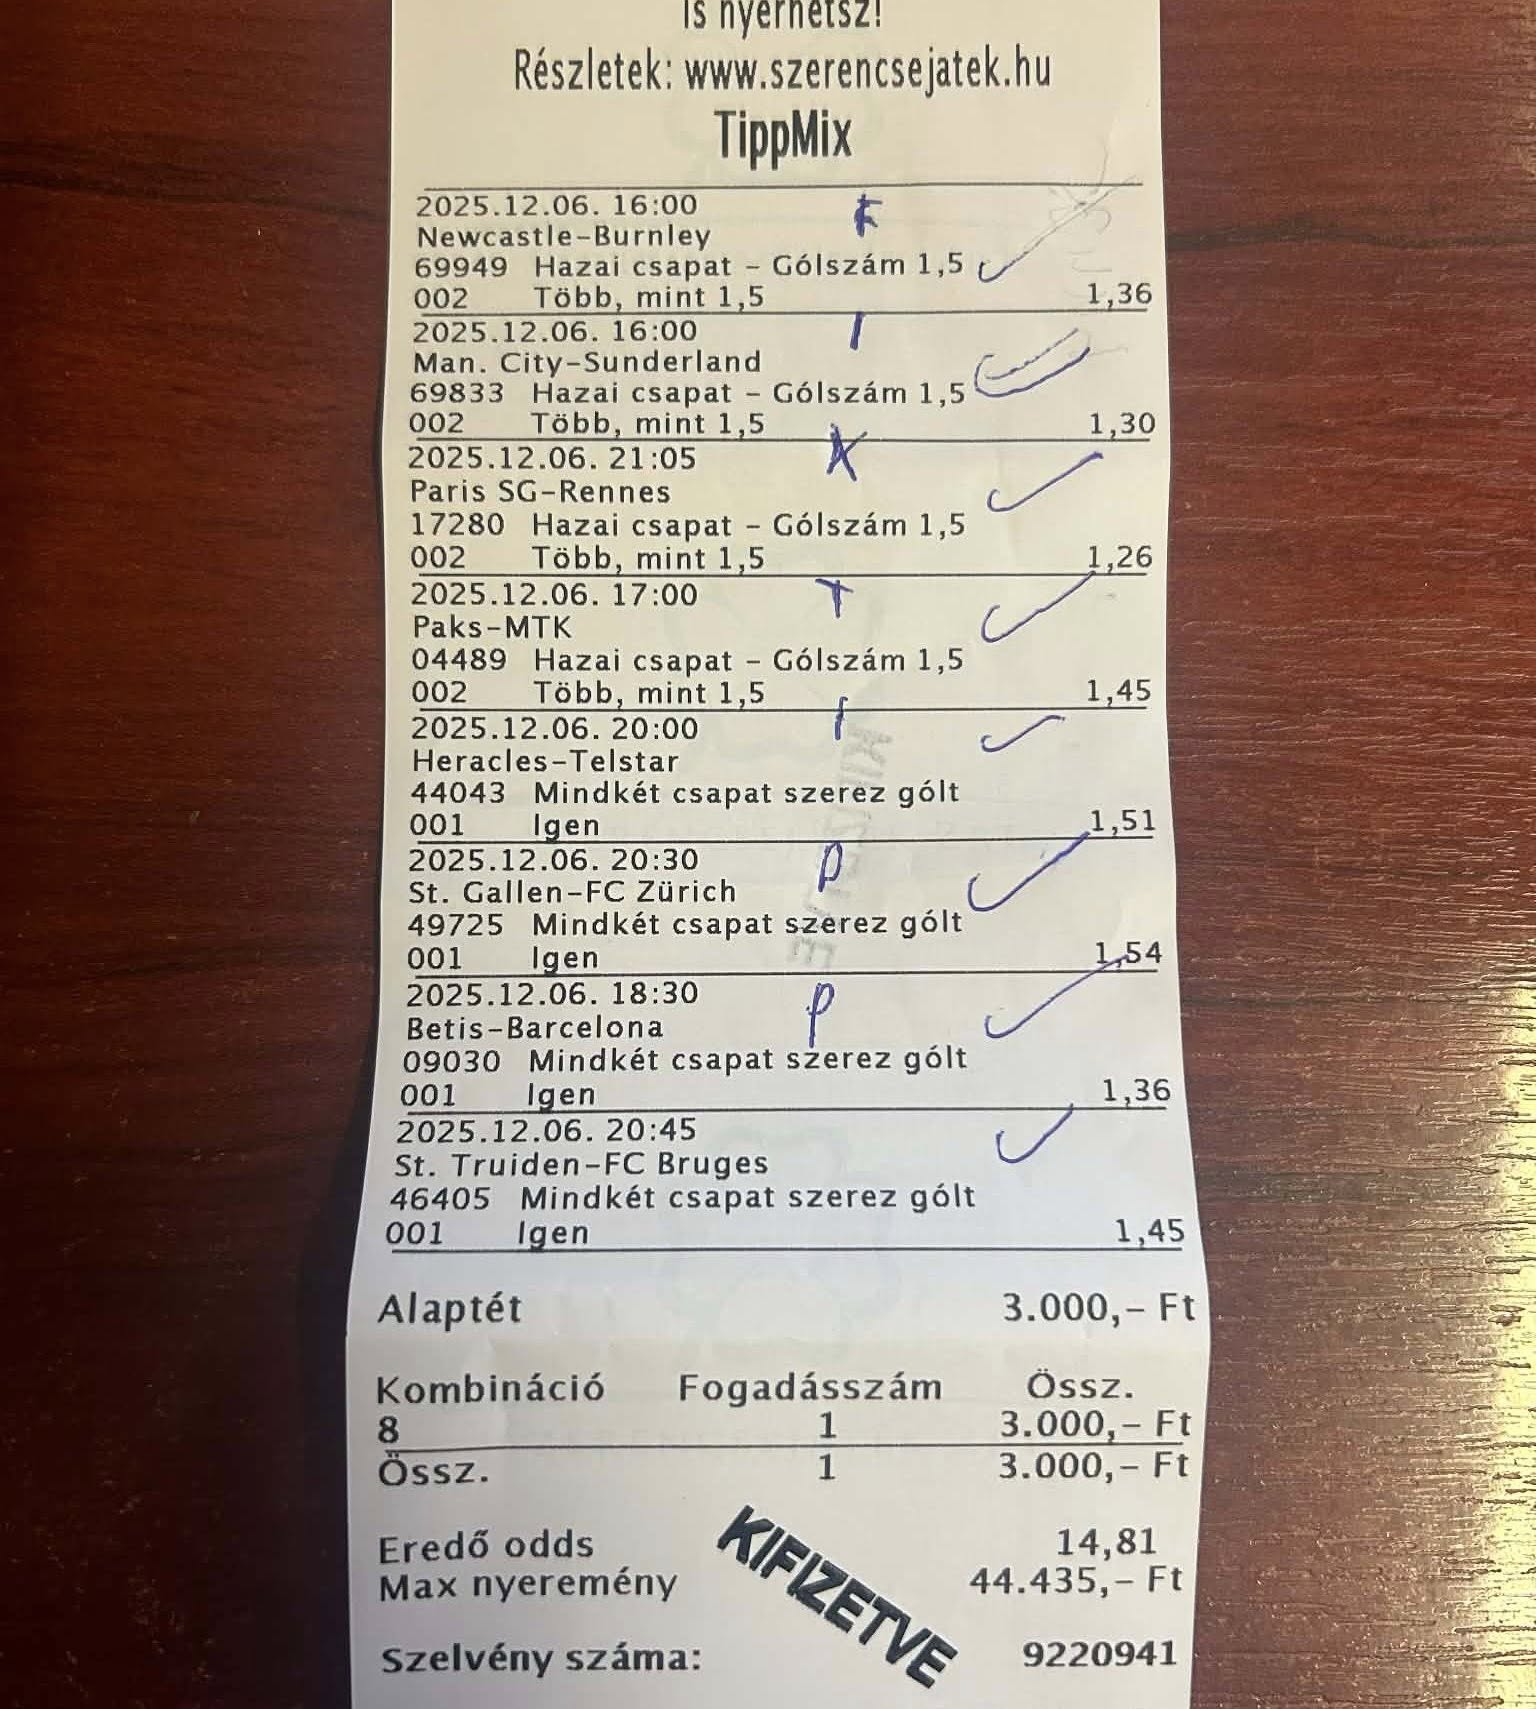 is nyerhetsz!
Részletek: www.szerencsejatek.hu
TippMix
2025.12.06. 16:00
Newcastle-Burnley
69949 Hazai csapat - Gólszám 1,5
002 Több, mint 1,5 1,36
2025.12.06. 16:00
Man. City-Sunderland
69833 Hazai csapat - Gólszám 1,5
002 Több, mint 1,5 1,30
2025.12.06. 21:05
Paris SG-Rennes
17280 Hazai csapat - Gólszám 1,5
002 Több, mint 1,5 1,26
2025.12.06. 17:00
Paks-MTK
04489 Hazai csapat - Gólszám 1,5
002 Több, mint 1,5 1,45
2025.12.06. 20:00
Heracles-Telstar
44043 Mindkét csapat szerez gólt
001 Igen 1,51
2025.12.06. 20:30
St. Gallen-FC Zürich
49725 Mindkét csapat szerez gólt
001 Igen 1,54
2025.12.06. 18:30
Betis-Barcelona
09030 Mindkét csapat szerez gólt
001 Igen 1,36
2025.12.06. 20:45
St. Truiden-FC Bruges
46405 Mindkét csapat szerez gólt
001 Igen 1,45
Alaptét 3.000,- Ft
Kombináció Fogadásszám Össz.
8 1 3.000,- Ft
Össz. 1 3.000,- Ft
Eredő odds 14,81
Max nyeremény 44.435,- Ft
KIFIZETVE
Szelvény száma: 9220941